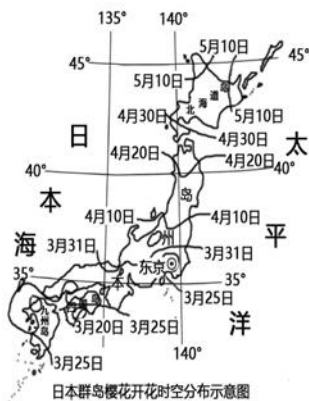 135° 140°
5月10日
45° 45°
5月10日
北海道岛
4月30日 5月10日
4月30日
日 太
4月20日
4月20日
40° 40°
本 岛
平
4月10日 4月10日
海 州
3月31日 3月31日
东京
35° 35°
本
3月25日
洋
九州岛
3月20日 3月25日
3月25日
140°
日本群岛樱花开花时空分布示意图